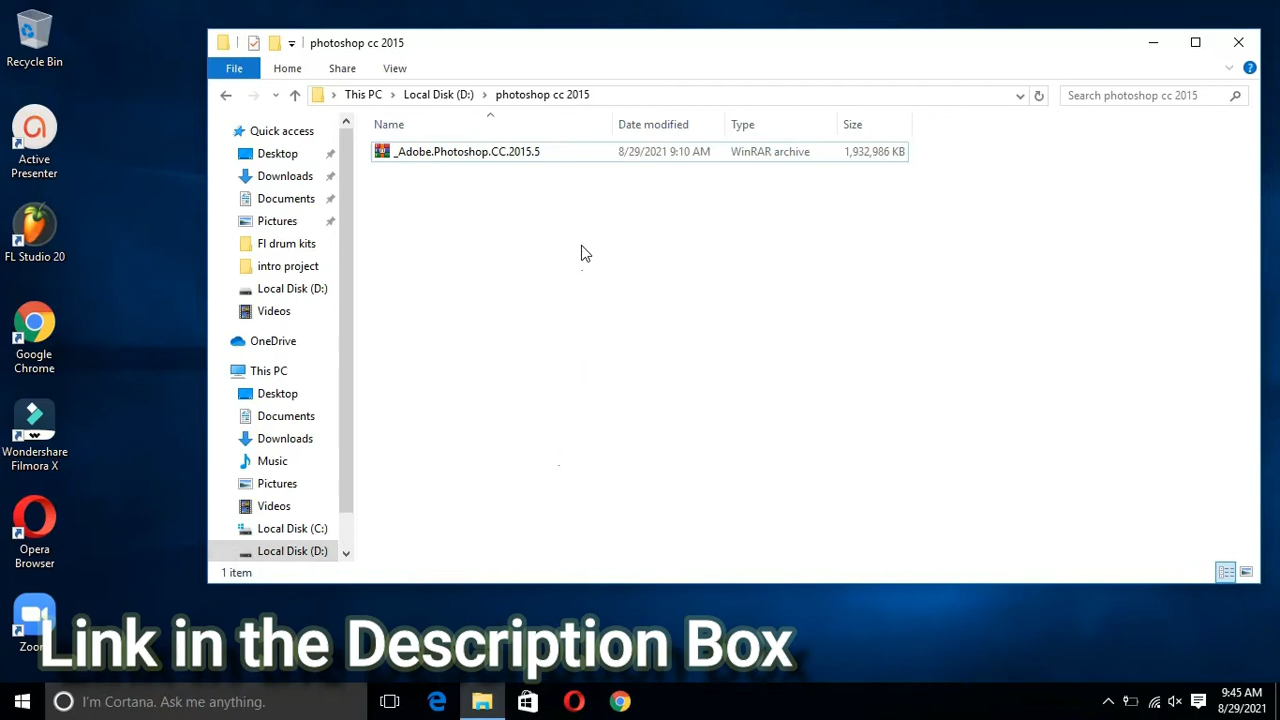 Recycle Bin
Active
Presenter
FL Studio 20
Google
Chrome
Wondershare
Filmora X
Opera
Browser
photoshop cc 2015
File Home Share View
This PC Local Disk (D:) photoshop cc 2015
Search photoshop cc 2015
Name Date modified Type Size
_Adobe.Photoshop.CC.2015.5 8/29/2021 9:10 AM WinRAR archive 1,932,986 KB
Quick access
Desktop
Downloads
Documents
Pictures
Fl drum kits
intro project
Local Disk (D:)
Videos
OneDrive
This PC
Desktop
Documents
Downloads
Music
Pictures
Videos
Local Disk (C:)
Local Disk (D:)
1 item
Link in the Description Box
I'm Cortana. Ask me anything.
9:45 AM
8/29/2021